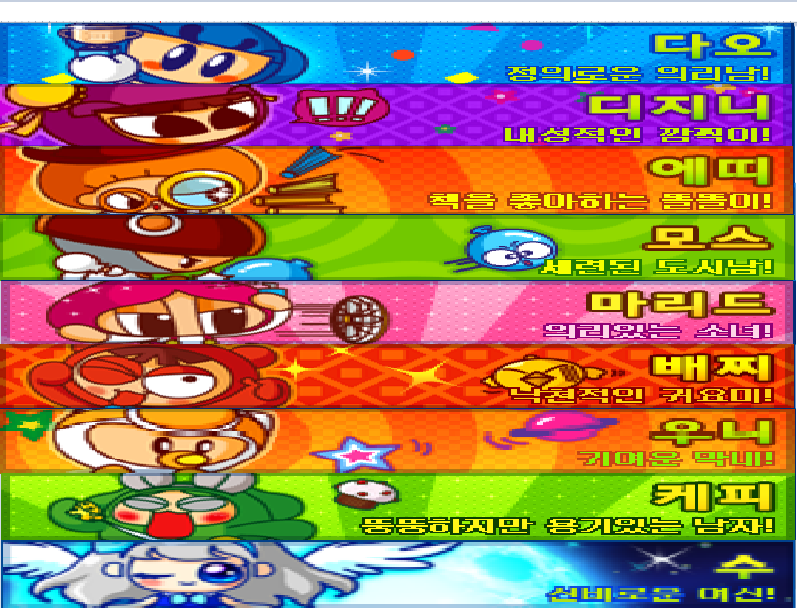 다오
정의로운 의리남!
!!!
디지니
내성적인 깜찍이!
에띠
책을 좋아하는 똘똘이!
모스
세련된 도시남!
마리드
의리있는 소녀!
배찌
낙천적인 귀요미!
우니
귀여운 막내!
케피
뚱뚱하지만 용기있는 남자!
수
신비로운 여신!